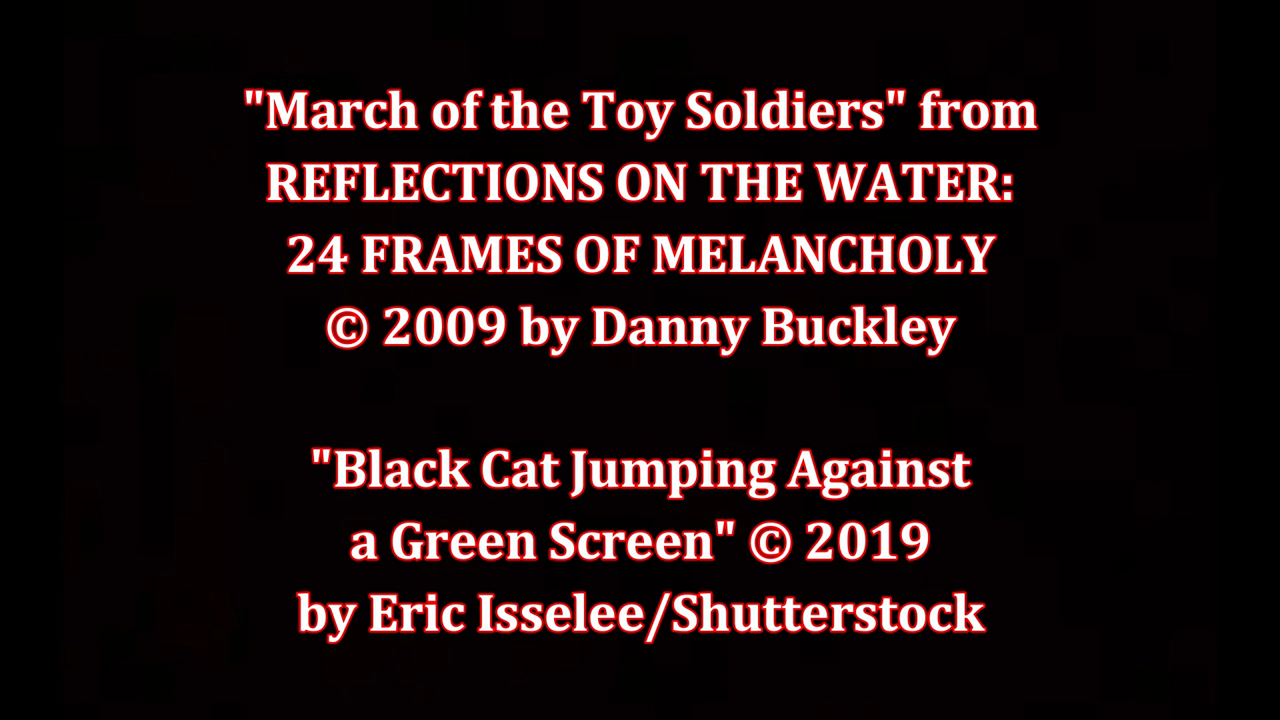 "March of the Toy Soldiers" from
REFLECTIONS ON THE WATER:
24 FRAMES OF MELANCHOLY
© 2009 by Danny Buckley
"Black Cat Jumping Against
a Green Screen" © 2019
by Eric Isselee/Shutterstock